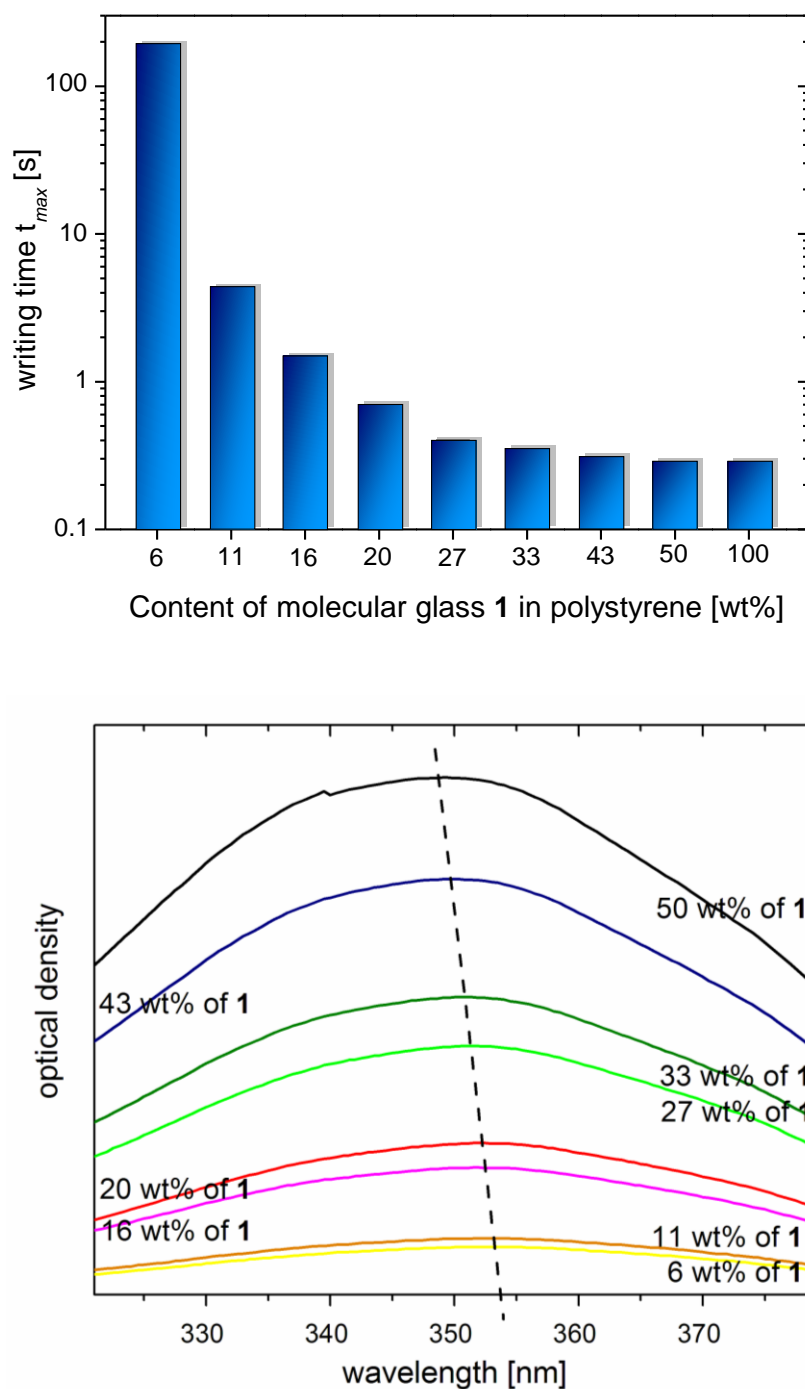 100
10
1
0.1
writing time t max [s]
6 11 16 20 27 33 43 50 100
Content of molecular glass 1 in polystyrene [wt%]
50 wt% of 1
43 wt% of 1
33 wt% of 1
27 wt% of 1
20 wt% of 1
16 wt% of 1
11 wt% of 1
6 wt% of 1
optical density
330 340 350 360 370
wavelength [nm]